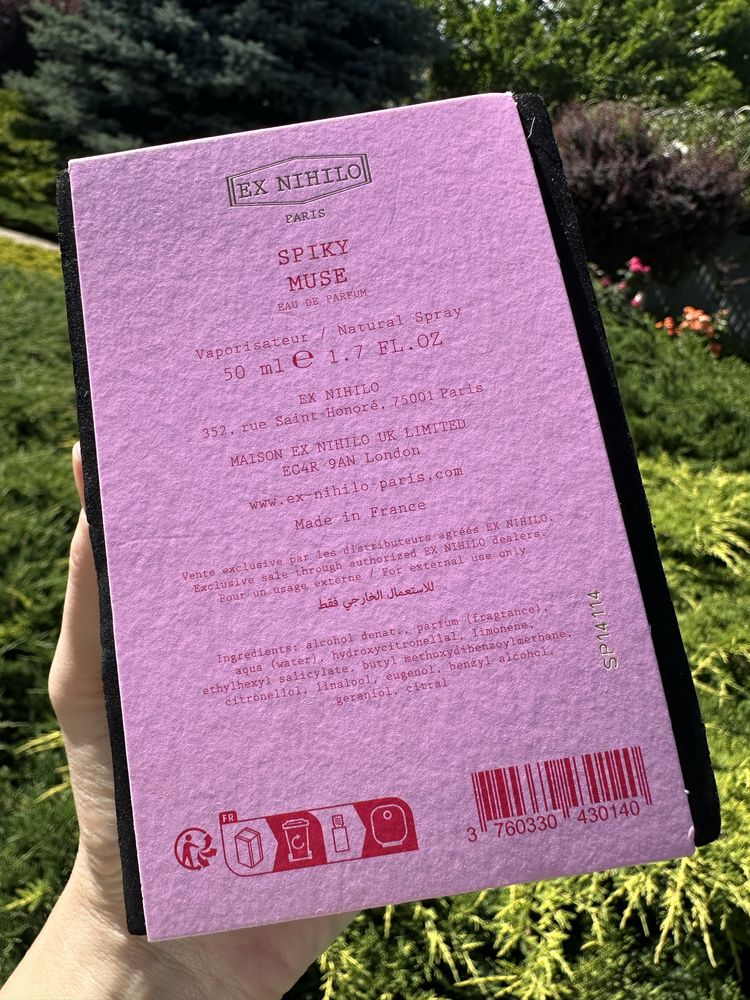 EX NIHILO
PARIS
SPIKY
MUSE
EAU DE PARFUM
Vaporisateur / Natural Spray
50 ml ℮ 1.7 FL.OZ
EX NIHILO
352, rue Saint-Honoré, 75001 Paris
MAISON EX NIHILO UK LIMITED
EC4R 9AN London
www.ex-nihilo-paris.com
Made in France
Vente exclusive par les distributeurs agréés EX NIHILO.
Exclusive sale through authorized EX NIHILO dealers.
Pour un usage externe / For external use only
للاستعمال الخارجي فقط
Ingredients: alcohol denat., parfum (fragrance),
aqua (water), hydroxycitronellal, limonene,
ethylhexyl salicylate, butyl methoxydibenzoylmethane,
citronellol, linalool, eugenol, benzyl alcohol,
geraniol, citral
SP14114
FR
3 760330 430140